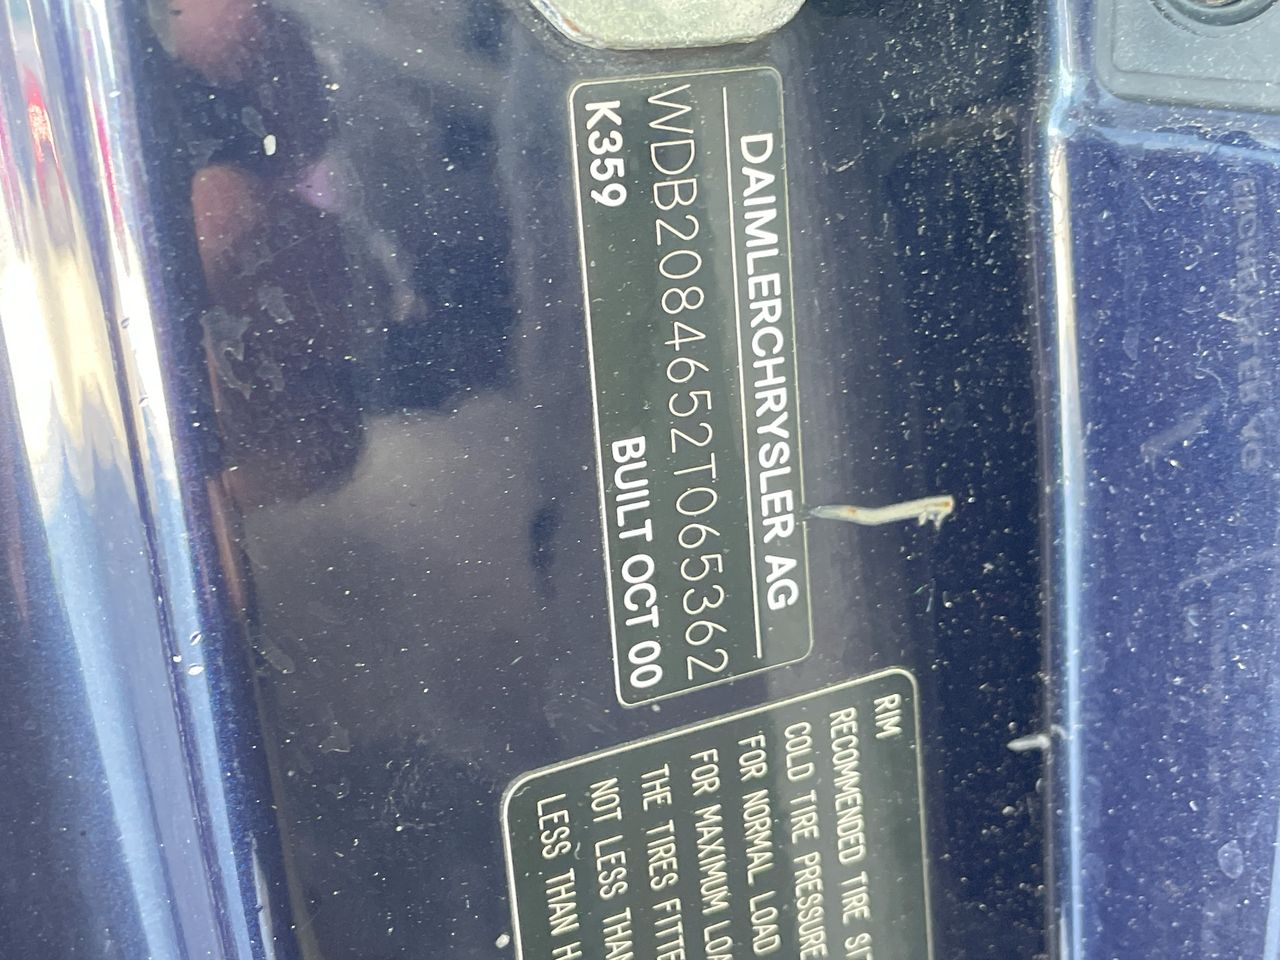 DAIMLERCHRYSLER AG
WDB2084652T065362
K359 BUILT OCT 00
RIM
RECOMMENDED TIRE
COLD TIRE PRESSURE
FOR NORMAL LOAD
FOR MAXIMUM
THE TIRES
NOT LESS THAN
LESS THAN